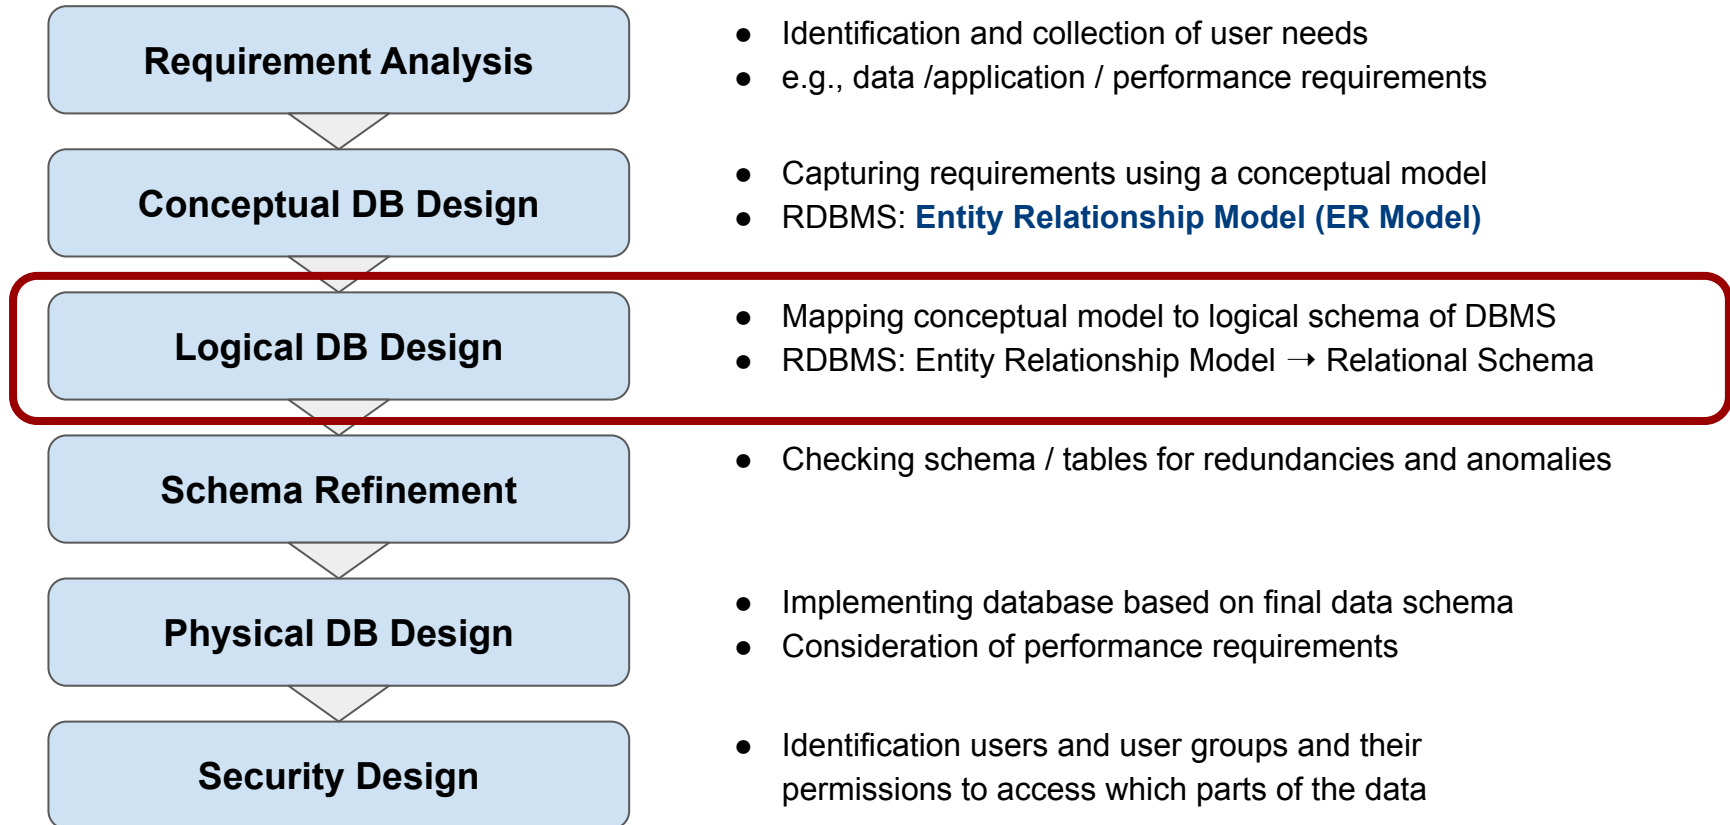 Requirement Analysis
● Identification and collection of user needs
● e.g., data /application / performance requirements
Conceptual DB Design
● Capturing requirements using a conceptual model
● RDBMS: Entity Relationship Model (ER Model)
Logical DB Design
● Mapping conceptual model to logical schema of DBMS
● RDBMS: Entity Relationship Model → Relational Schema
Schema Refinement
● Checking schema / tables for redundancies and anomalies
Physical DB Design
● Implementing database based on final data schema
● Consideration of performance requirements
Security Design
● Identification users and user groups and their
permissions to access which parts of the data